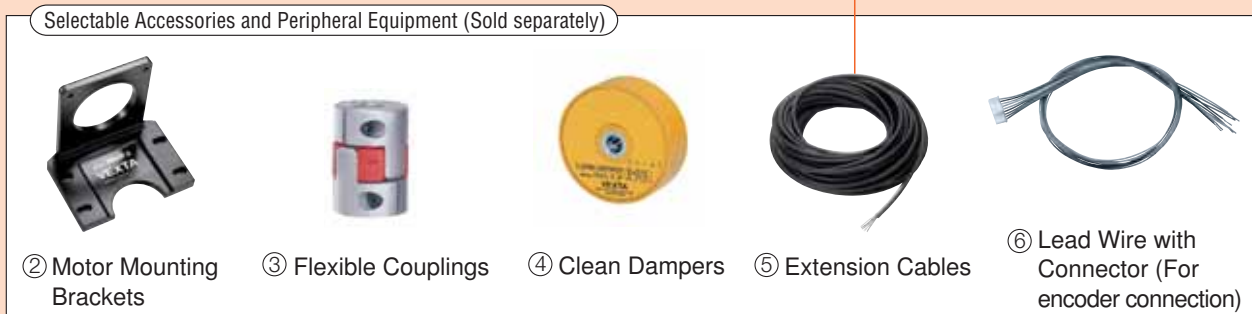 Selectable Accessories and Peripheral Equipment (Sold separately)
VEXTA
VEXTA
② Motor Mounting
Brackets
③ Flexible Couplings
④ Clean Dampers
⑤ Extension Cables
⑥ Lead Wire with
Connector (For
encoder connection)